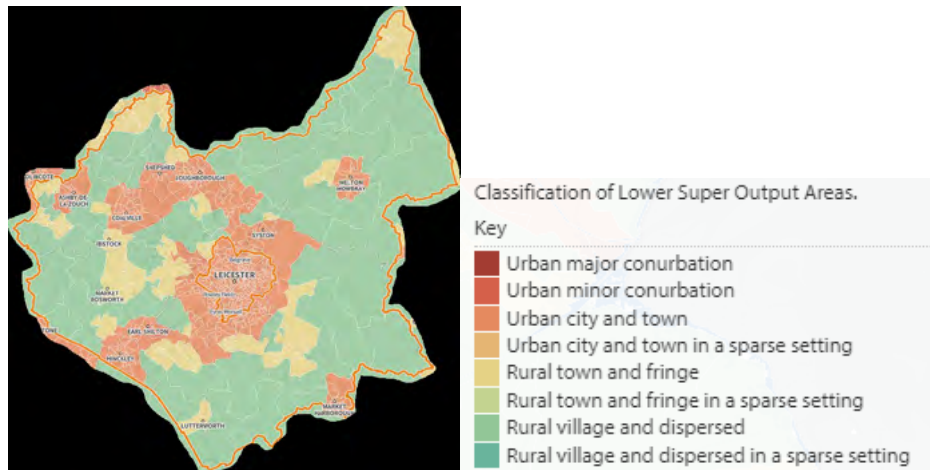 SHEPSHED
LOUGHBOROUGH
MELTON
MOWBRAY
ASHBY-DE
LA-ZOUCH
COALVILLE
IBSTOCK
SYSTON
LEICESTER
MARKET
BOSWORTH
EARL SHILTON
HINCKLEY
MARKET
HARBOROUGH
LUTTERWORTH
Classification of Lower Super Output Areas.
Key
Urban major conurbation
Urban minor conurbation
Urban city and town
Urban city and town in a sparse setting
Rural town and fringe
Rural town and fringe in a sparse setting
Rural village and dispersed
Rural village and dispersed in a sparse setting